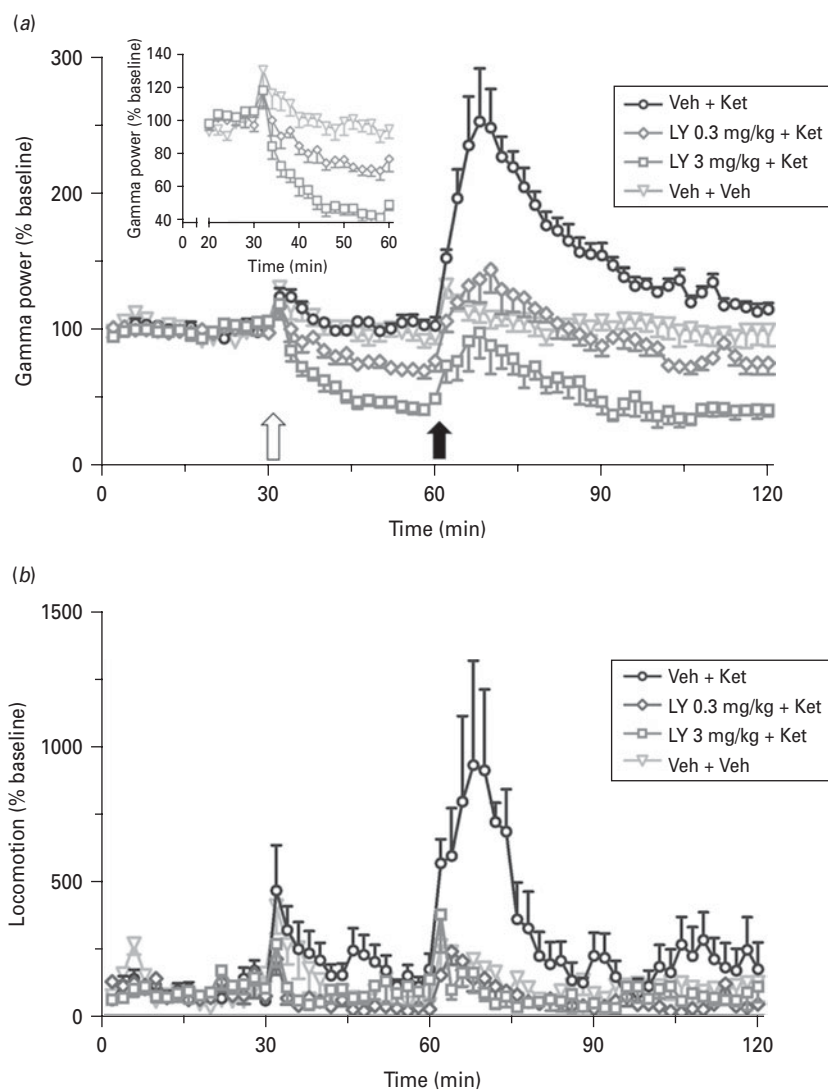 (a)
300
200
100
0
Gamma power (% baseline)
140
120
100
80
60
40
0
20
30
40
50
60
Gamma power (% baseline)
Time (min)
Veh + Ket
LY 0.3 mg/kg + Ket
LY 3 mg/kg + Ket
Veh + Veh
0
30
60
90
120
Time (min)
(b)
1500
1000
500
0
Locomotion (% baseline)
Veh + Ket
LY 0.3 mg/kg + Ket
LY 3 mg/kg + Ket
Veh + Veh
0
30
60
90
120
Time (min)